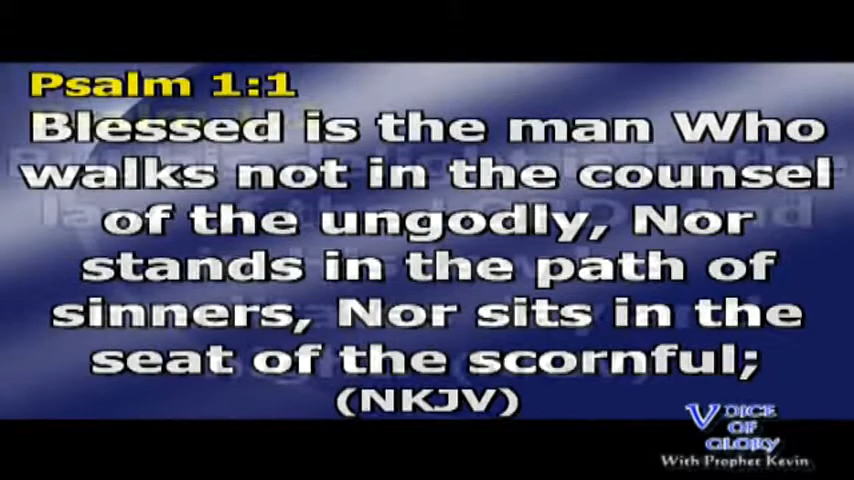 Psalm 1:1
Blessed is the man Who
walks not in the counsel
of the ungodly, Nor
stands in the path of
sinners, Nor sits in the
seat of the scornful;
(NKJV)
VOICE
OF
GLORY
With Prophet Kevin